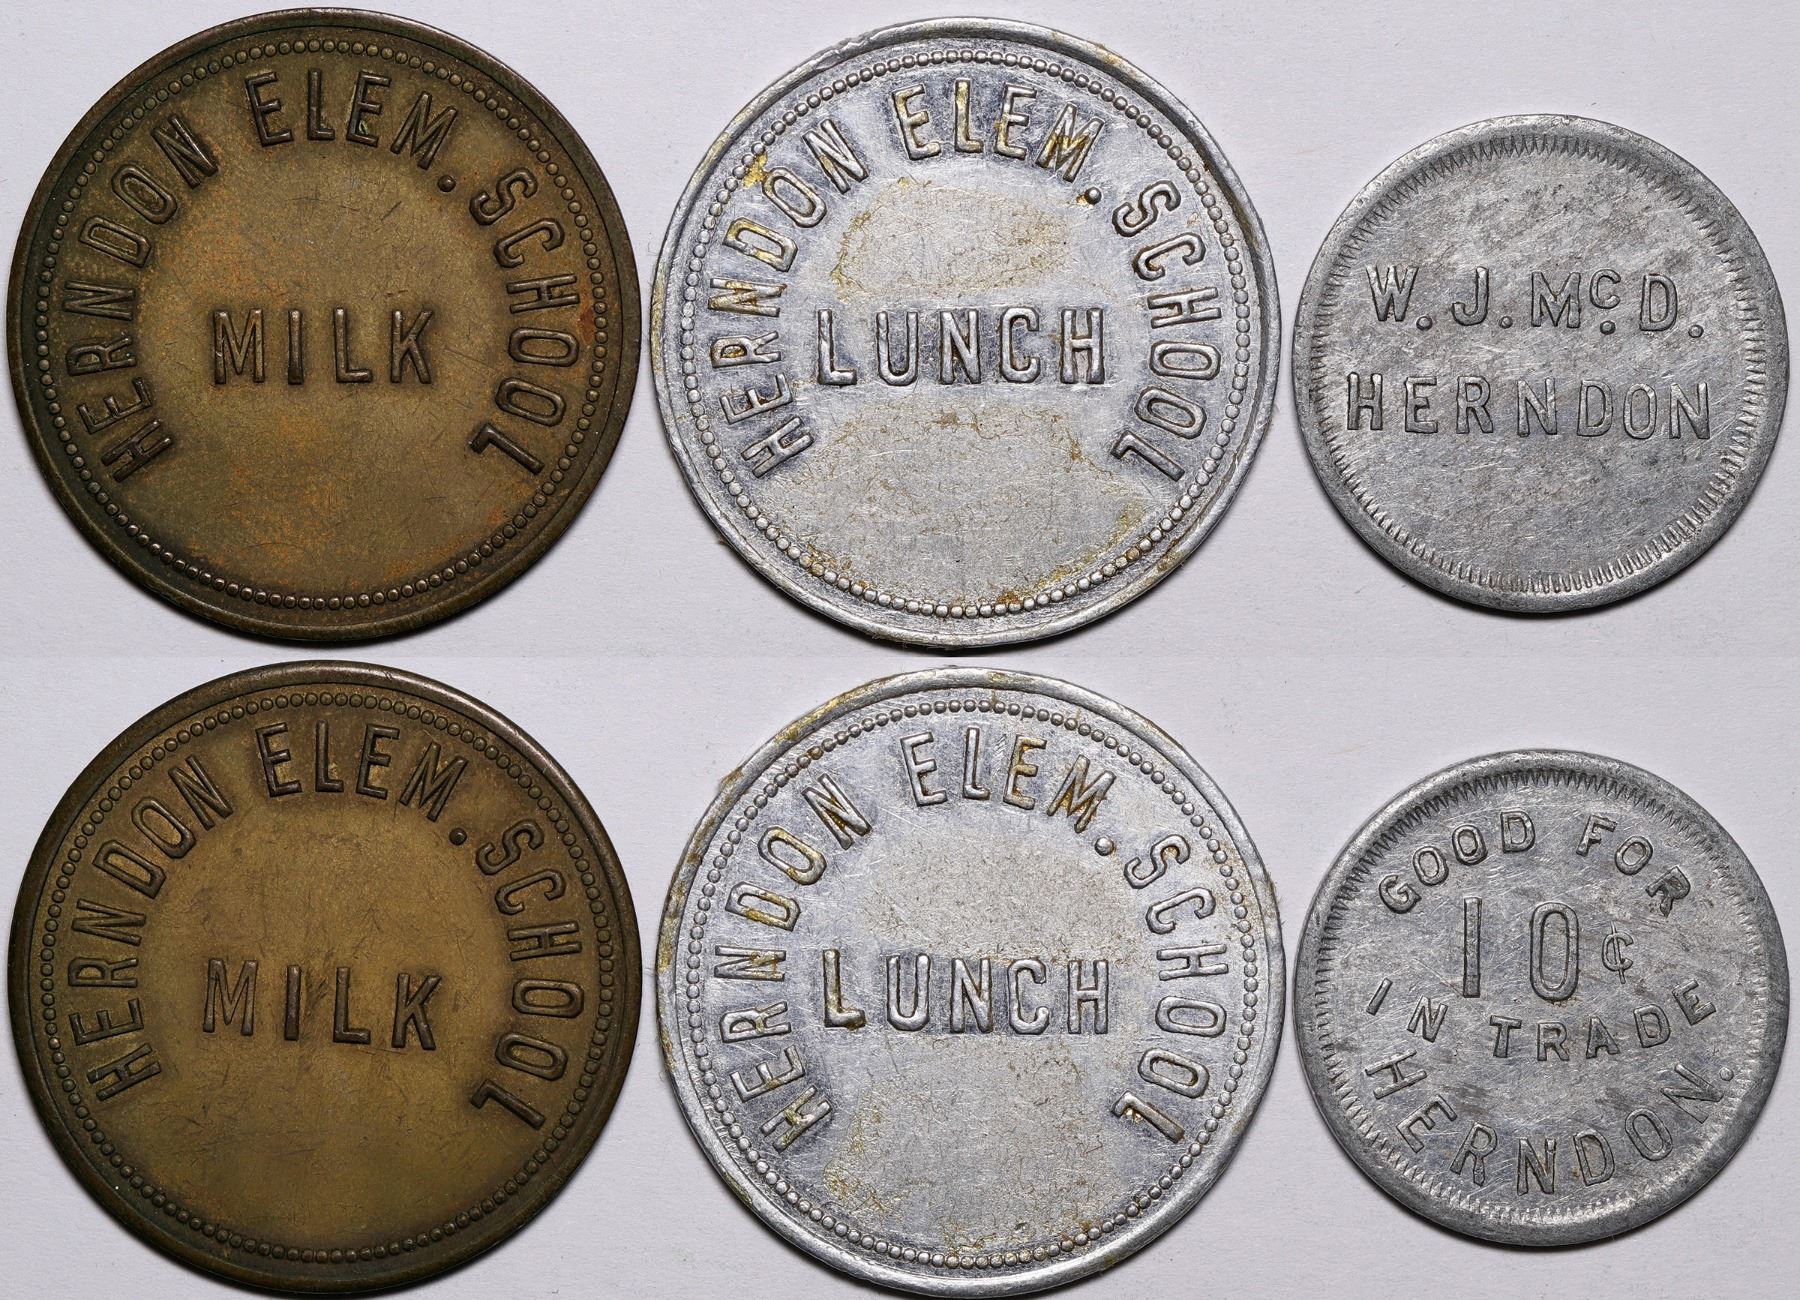 HERNDON ELEM. SCHOOL
MILK
HERNDON ELEM. SCHOOL
LUNCH
W. J. Mc. D.
HERNDON
HERNDON ELEM. SCHOOL
MILK
HERNDON ELEM. SCHOOL
LUNCH
GOOD FOR
10¢
IN TRADE
HERNDON.